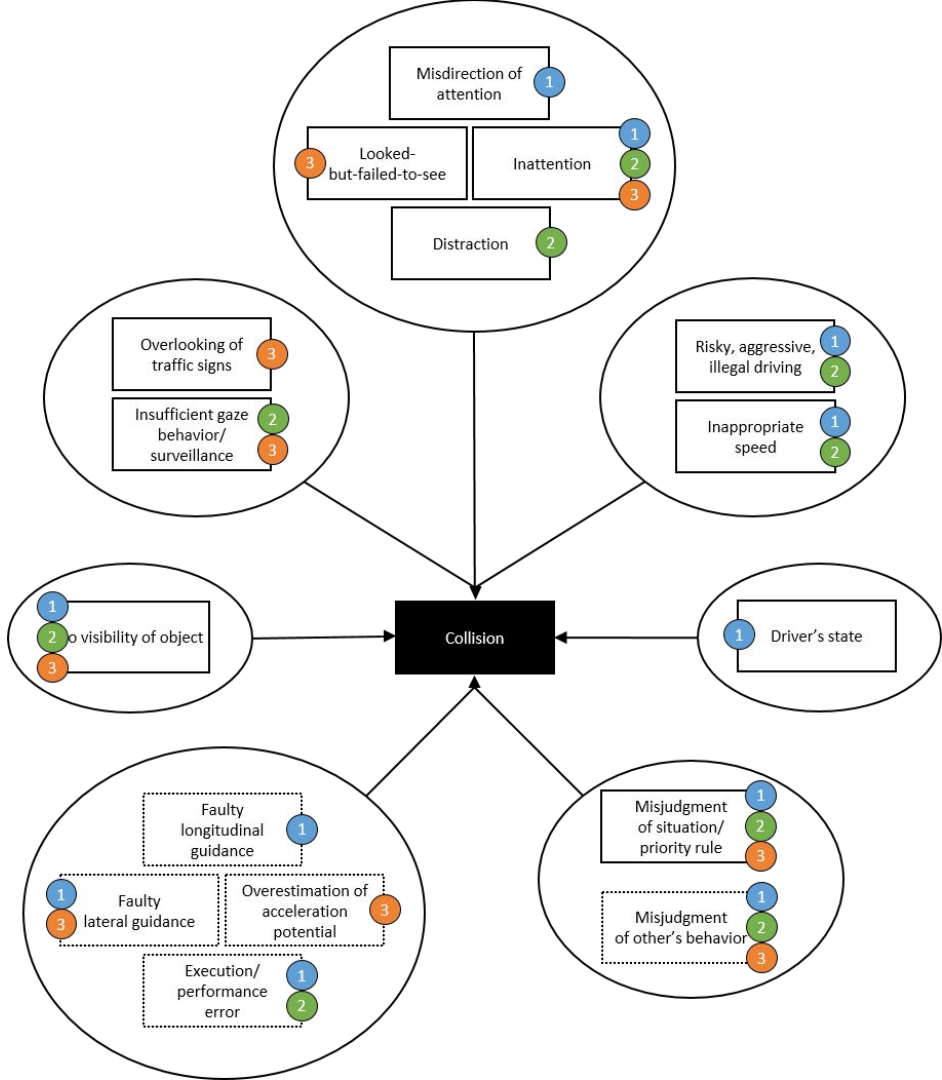 Misdirection of
attention
1
3
Looked-
but-failed-to-see
Inattention
1
2
3
Distraction
2
Overlooking of
traffic signs
3
Insufficient gaze
behavior/
surveillance
2
3
Risky, aggressive,
illegal driving
1
2
Inappropriate
speed
1
2
1
2
3
o visibility of object
Collision
1
Driver's state
Faulty
longitudinal
guidance
1
1
3
Faulty
lateral guidance
Overestimation of
acceleration
potential
3
Execution/
performance
error
1
2
Misjudgment
of situation/
priority rule
1
2
3
Misjudgment
of other's behavior
1
2
3